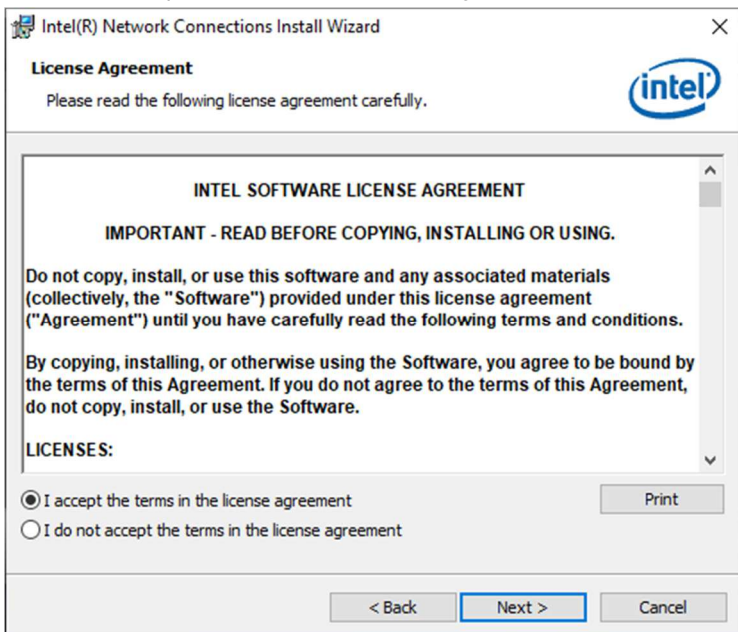 Intel(R) Network Connections Install Wizard
License Agreement
Please read the following license agreement carefully.
intel
INTEL SOFTWARE LICENSE AGREEMENT
IMPORTANT - READ BEFORE COPYING, INSTALLING OR USING.
Do not copy, install, or use this software and any associated materials
(collectively, the "Software") provided under this license agreement
("Agreement") until you have carefully read the following terms and conditions.
By copying, installing, or otherwise using the Software, you agree to be bound by
the terms of this Agreement. If you do not agree to the terms of this Agreement,
do not copy, install, or use the Software.
LICENSES:
I accept the terms in the license agreement
Print
I do not accept the terms in the license agreement
< Back
Next >
Cancel